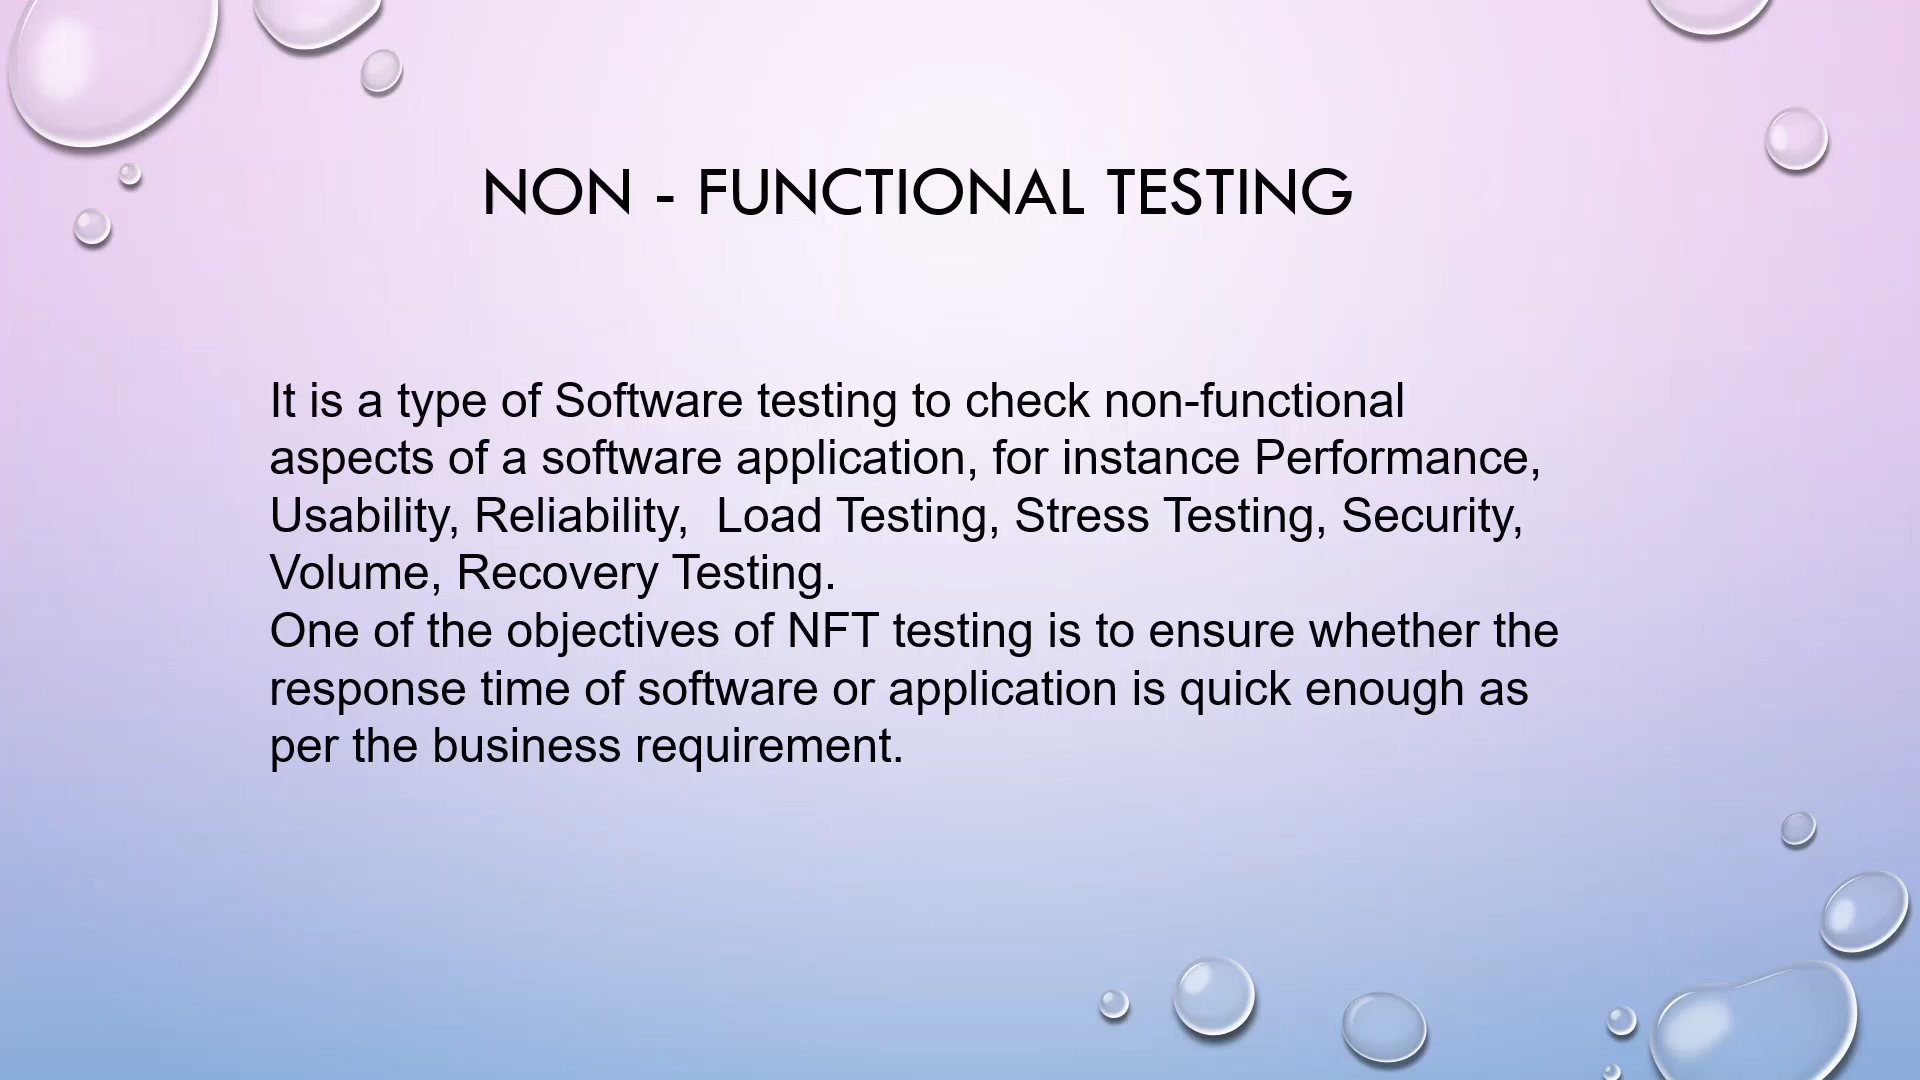 NON - FUNCTIONAL TESTING
It is a type of Software testing to check non-functional
aspects of a software application, for instance Performance,
Usability, Reliability,  Load Testing, Stress Testing, Security,
Volume, Recovery Testing.
One of the objectives of NFT testing is to ensure whether the
response time of software or application is quick enough as
per the business requirement.